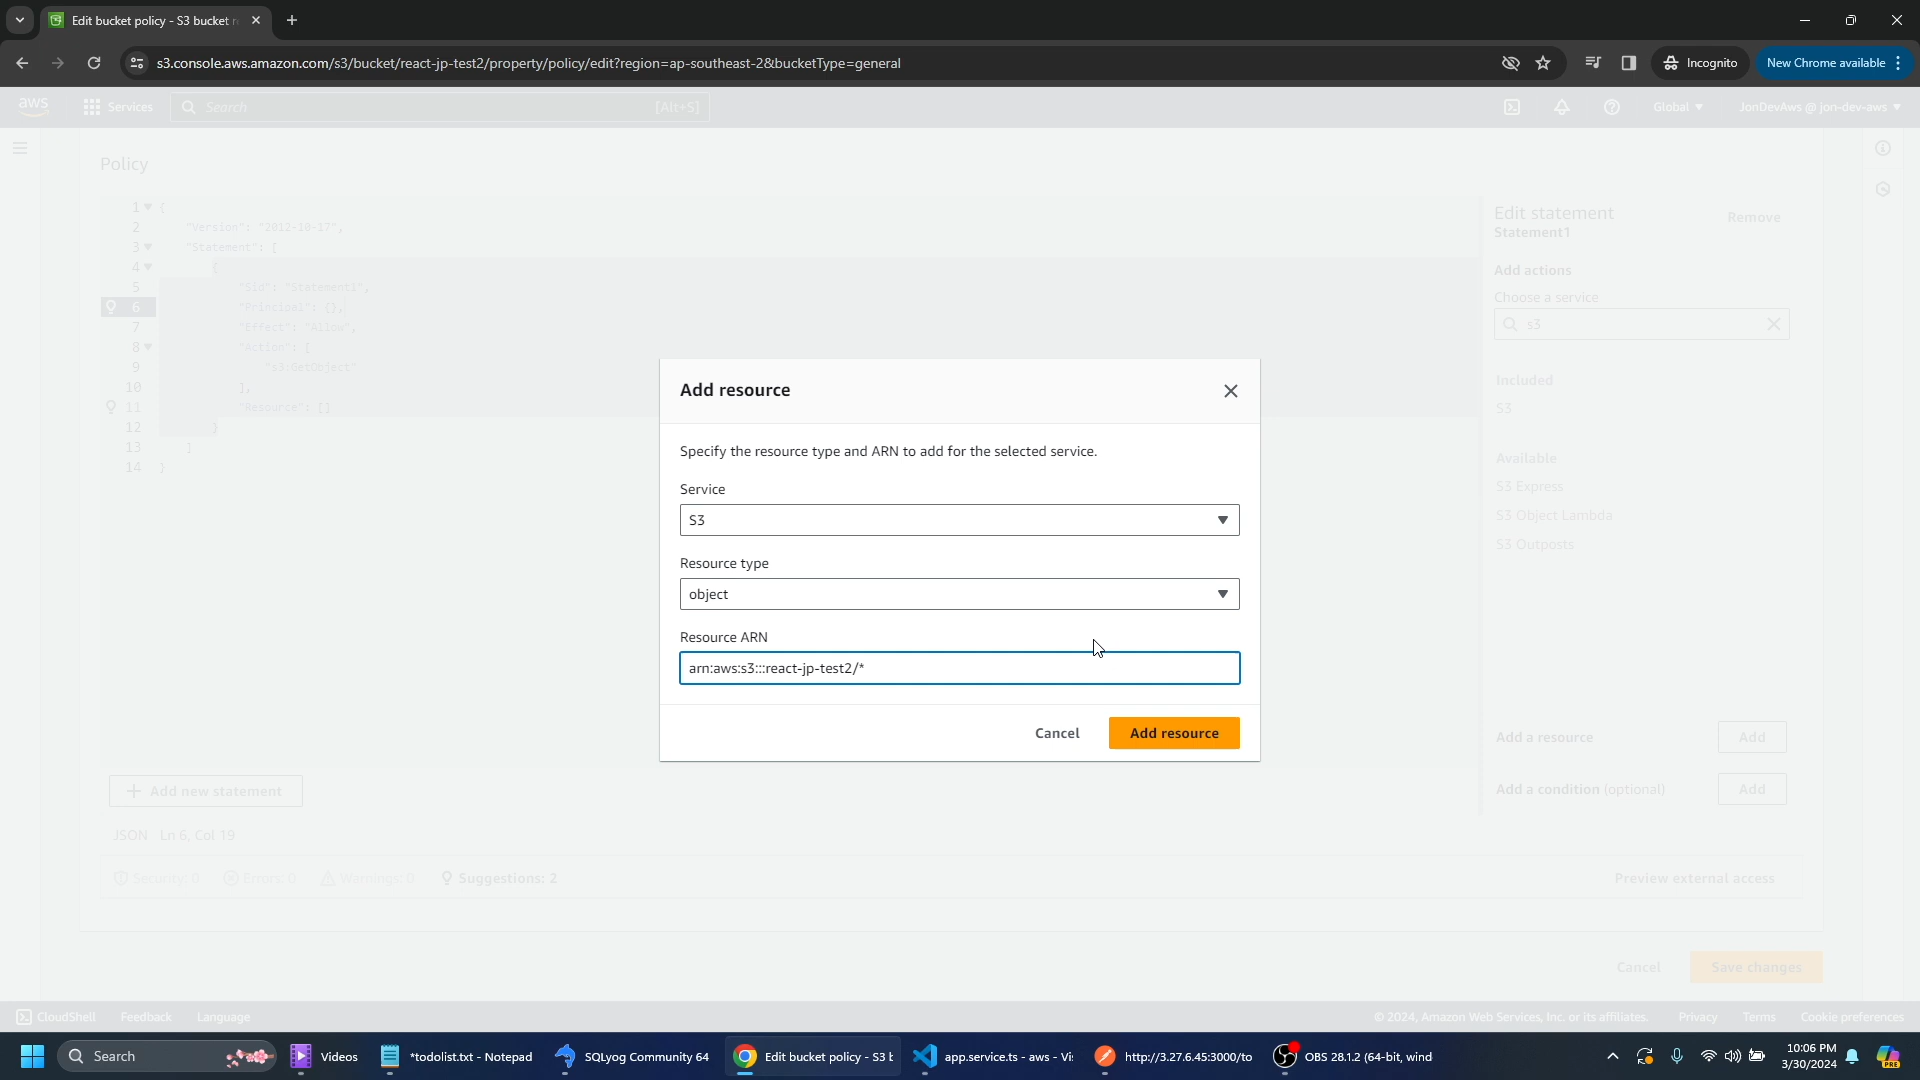 Edit bucket policy - S3 bucket r
s3.console.aws.amazon.com/s3/bucket/react-jp-test2/property/policy/edit?region=ap-southeast-2&bucketType=general
Incognito
New Chrome available
aws
Services
Search
[Alt+S]
Global
JonDevAws @ jon-dev-aws
Policy
1 {
2 "Version": "2012-10-17",
3 "Statement": [
4 {
5 "Sid": "Statement1",
6 "Principal": {},
7 "Effect": "Allow",
8 "Action": [
9 "s3:GetObject"
10 ],
11 "Resource": []
12 }
13 ]
14 }
Edit statement
Remove
Statement1
Add actions
Choose a service
s3
Included
S3
Available
S3 Express
S3 Object Lambda
S3 Outposts
Add a resource
Add
Add a condition (optional)
Add
Add resource
Specify the resource type and ARN to add for the selected service.
Service
S3
Resource type
object
Resource ARN
arn:aws:s3:::react-jp-test2/*
Cancel
Add resource
+ Add new statement
JSON Ln 6, Col 19
Security: 0
Errors: 0
Warnings: 0
Suggestions: 2
Preview external access
Cancel
Save changes
CloudShell
Feedback
Language
© 2024, Amazon Web Services, Inc. or its affiliates.
Privacy
Terms
Cookie preferences
Search
Videos
*todolist.txt - Notepad
SQLyog Community 64
Edit bucket policy - S3 b
app.service.ts - aws - Vis
http://3.27.6.45:3000/to
OBS 28.1.2 (64-bit, wind
10:06 PM
3/30/2024
PRE